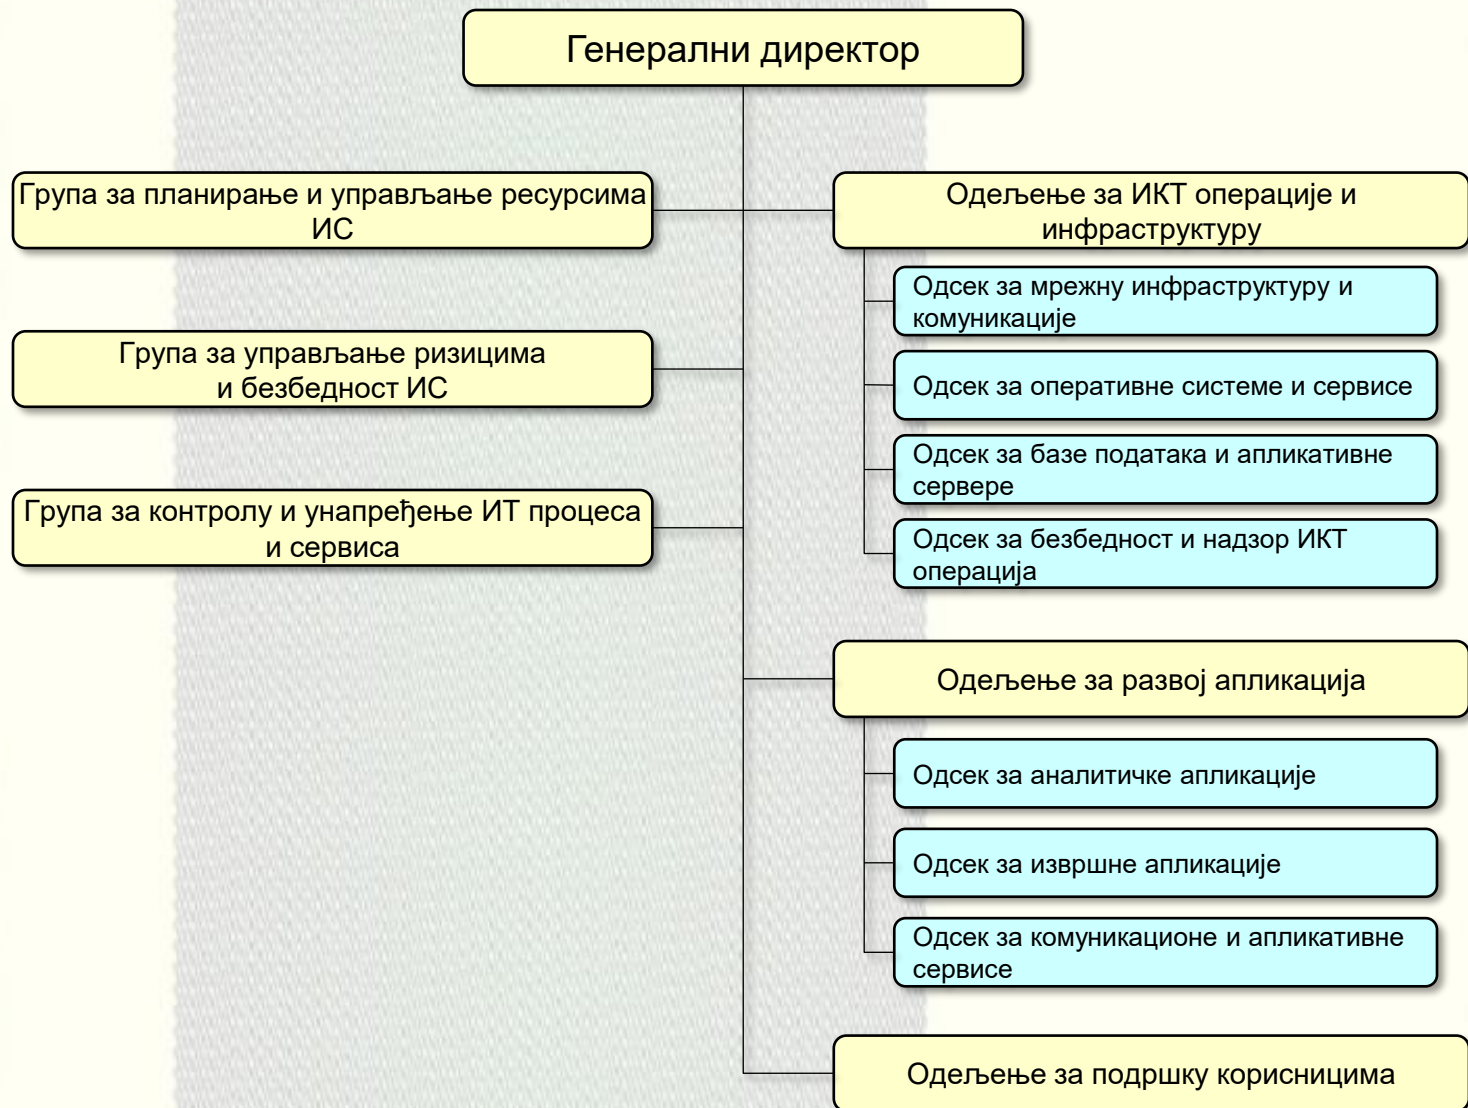 Генерални директор
Група за планирање и управљање ресурсима
ИС
Група за управљање ризицима
и безбедност ИС
Група за контролу и унапређење ИТ процеса
и сервиса
Одељење за ИКТ операције и
инфраструктуру
Одсек за мрежну инфраструктуру и
комуникације
Одсек за оперативне системе и сервисе
Одсек за базе података и апликативне
сервере
Одсек за безбедност и надзор ИКТ
операција
Одељење за развој апликација
Одсек за аналитичке апликације
Одсек за извршне апликације
Одсек за комуникационе и апликативне
сервисе
Одељење за подршку корисницима